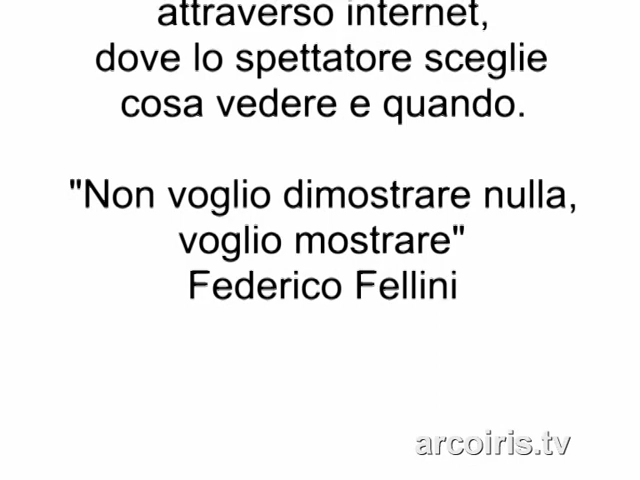 attraverso internet,
dove lo spettatore sceglie
cosa vedere e quando.
"Non voglio dimostrare nulla,
voglio mostrare"
Federico Fellini
arcoiris.tv